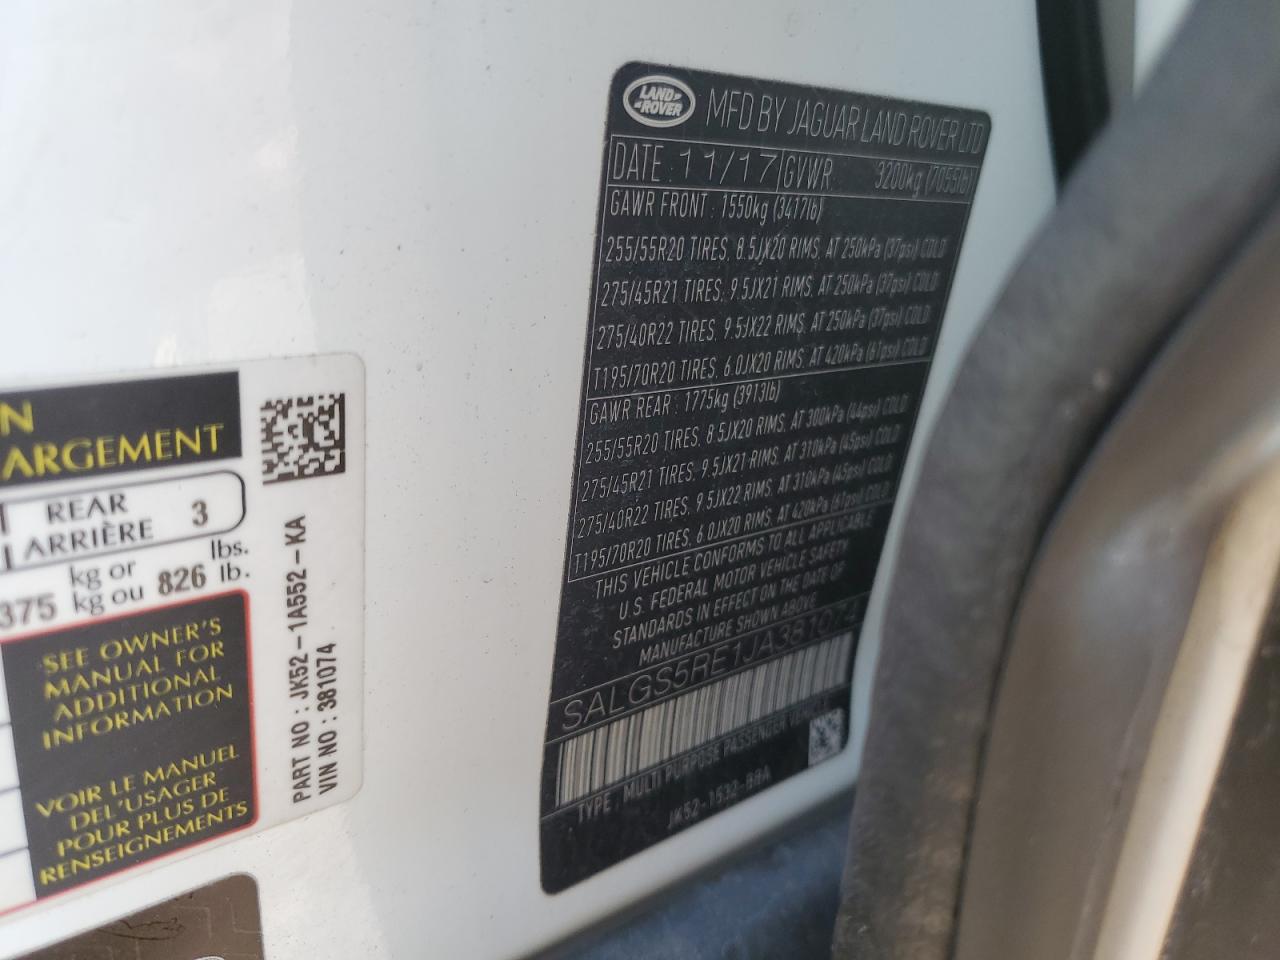 LAND ROVER
MFD BY JAGUAR LAND ROVER LTD
DATE : 11/17 GVWR: 3200kg (7055lb)
GAWR FRONT : 1550kg (3417lb)
255/55R20 TIRES, 8.5JX20 RIMS, AT 250kPa (37psi) COLD
275/45R21 TIRES, 9.5JX21 RIMS, AT 250kPa (37psi) COLD
275/40R22 TIRES, 9.5JX22 RIMS, AT 250kPa (37psi) COLD
T195/70R20 TIRES, 6.0JX20 RIMS, AT 420kPa (61psi) COLD
GAWR REAR : 1775kg (3913lb)
255/55R20 TIRES, 8.5JX20 RIMS, AT 300kPa (44psi) COLD
275/45R21 TIRES, 9.5JX21 RIMS, AT 310kPa (45psi) COLD
275/40R22 TIRES, 9.5JX22 RIMS, AT 310kPa (45psi) COLD
T195/70R20 TIRES, 6.0JX20 RIMS, AT 420kPa (61psi) COLD
THIS VEHICLE CONFORMS TO ALL APPLICABLE
U.S. FEDERAL MOTOR VEHICLE SAFETY
STANDARDS IN EFFECT ON THE DATE OF
MANUFACTURE SHOWN ABOVE
SALGS5RE1JA381074
TYPE : MULTI PURPOSE PASSENGER VEHICLE
JK52-1532-BBA
N
ARGEMENT
REAR
ARRIÈRE 3
375 kg or 826 lbs.
kg ou lb.
SEE OWNER'S
MANUAL FOR
ADDITIONAL
INFORMATION
VOIR LE MANUEL
DEL'USAGER
POUR PLUS DE
RENSEIGNEMENTS
PART NO : JK52-1A552-KA
VIN NO : 381074